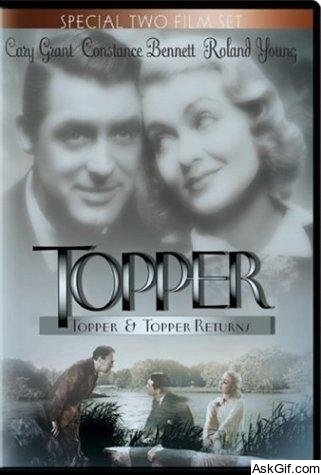 SPECIAL TWO FILM SET
Cary Grant Constance Bennett Roland Young
TOPPER
TOPPER & TOPPER RETURNS
AskGif.com